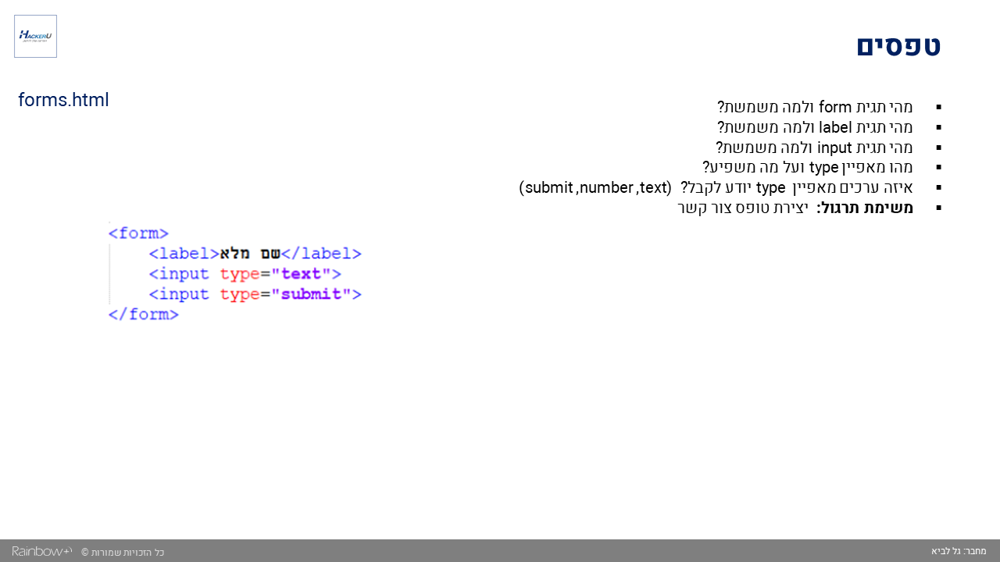 HACKERU
טפסים
forms.html
▪ מהי תגית form ולמה משמשת?
▪ מהי תגית label ולמה משמשת?
▪ מהי תגית input ולמה משמשת?
▪ מהו מאפיין type ועל מה משפיע?
▪ איזה ערכים מאפיין type יודע לקבל? (submit ,number ,text)
▪ משימת תרגול: יצירת טופס צור קשר
<form>
<label>שם מלא</label>
<input type="text">
<input type="submit">
</form>
Rainbow+
כל הזכויות שמורות ©
מחבר: גל לביא